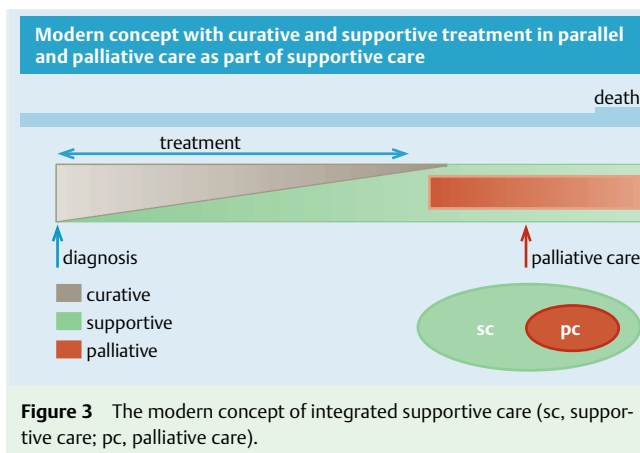 Modern concept with curative and supportive treatment in parallel
and palliative care as part of supportive care
death
treatment
diagnosis
palliative care
curative
supportive
palliative
sc
pc
Figure 3 The modern concept of integrated supportive care (sc, suppor-
tive care; pc, palliative care).